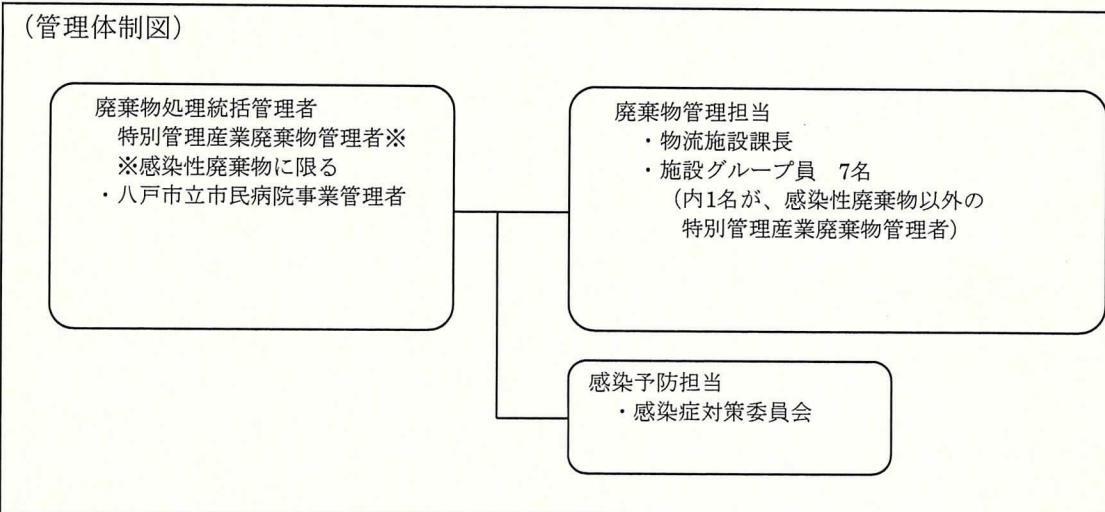 （管理体制図）
廃棄物処理統括管理者
特別管理産業廃棄物管理者※
※感染性廃棄物に限る
・八戸市立市民病院事業管理者
廃棄物管理担当
・物流施設課長
・施設グループ員　7名
（内1名が、感染性廃棄物以外の
特別管理産業廃棄物管理者）
感染予防担当
・感染症対策委員会